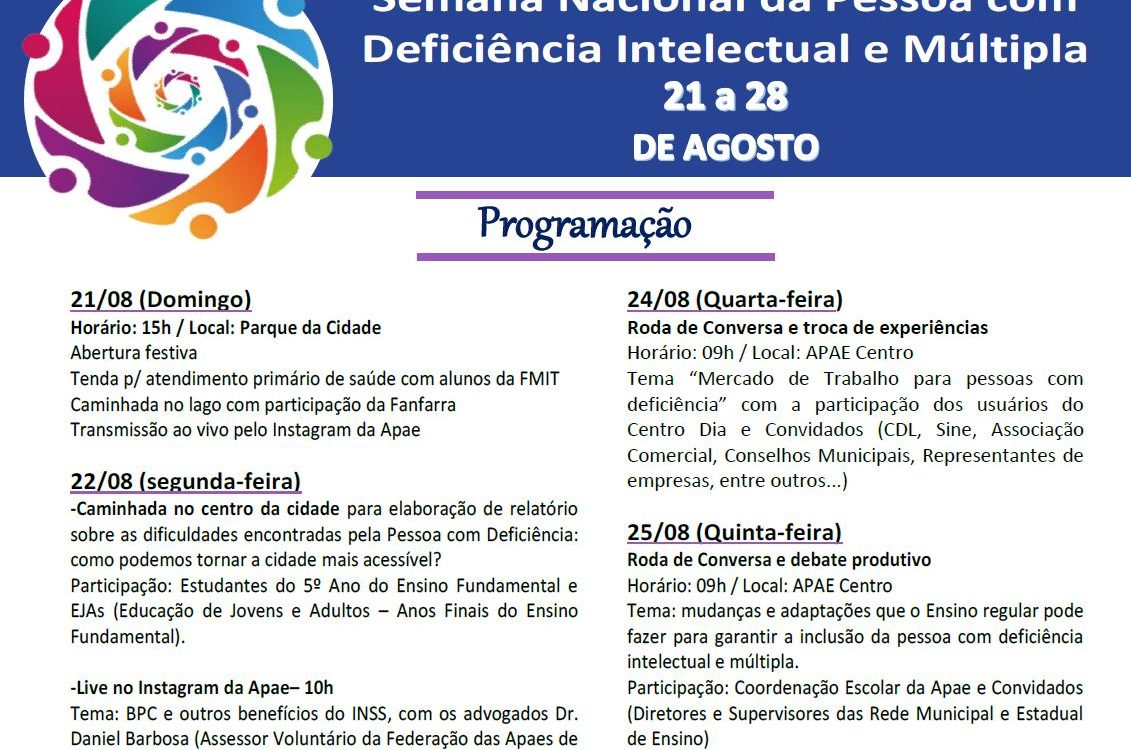 Semana Nacional da Pessoa com
Deficiência Intelectual e Múltipla
21 a 28
DE AGOSTO
Programação
21/08 (Domingo)
Horário: 15h / Local: Parque da Cidade
Abertura festiva
Tenda p/ atendimento primário de saúde com alunos da FMIT
Caminhada no lago com participação da Fanfarra
Transmissão ao vivo pelo Instagram da Apae
22/08 (segunda-feira)
-Caminhada no centro da cidade para elaboração de relatório
sobre as dificuldades encontradas pela Pessoa com Deficiência:
como podemos tornar a cidade mais acessível?
Participação: Estudantes do 5º Ano do Ensino Fundamental e
EJAs (Educação de Jovens e Adultos – Anos Finais do Ensino
Fundamental).
-Live no Instagram da Apae– 10h
Tema: BPC e outros benefícios do INSS, com os advogados Dr.
Daniel Barbosa (Assessor Voluntário da Federação das Apaes de
24/08 (Quarta-feira)
Roda de Conversa e troca de experiências
Horário: 09h / Local: APAE Centro
Tema “Mercado de Trabalho para pessoas com
deficiência” com a participação dos usuários do
Centro Dia e Convidados (CDL, Sine, Associação
Comercial, Conselhos Municipais, Representantes de
empresas, entre outros...)
25/08 (Quinta-feira)
Roda de Conversa e debate produtivo
Horário: 09h / Local: APAE Centro
Tema: mudanças e adaptações que o Ensino regular pode
fazer para garantir a inclusão da pessoa com deficiência
intelectual e múltipla.
Participação: Coordenação Escolar da Apae e Convidados
(Diretores e Supervisores das Rede Municipal e Estadual
de Ensino)